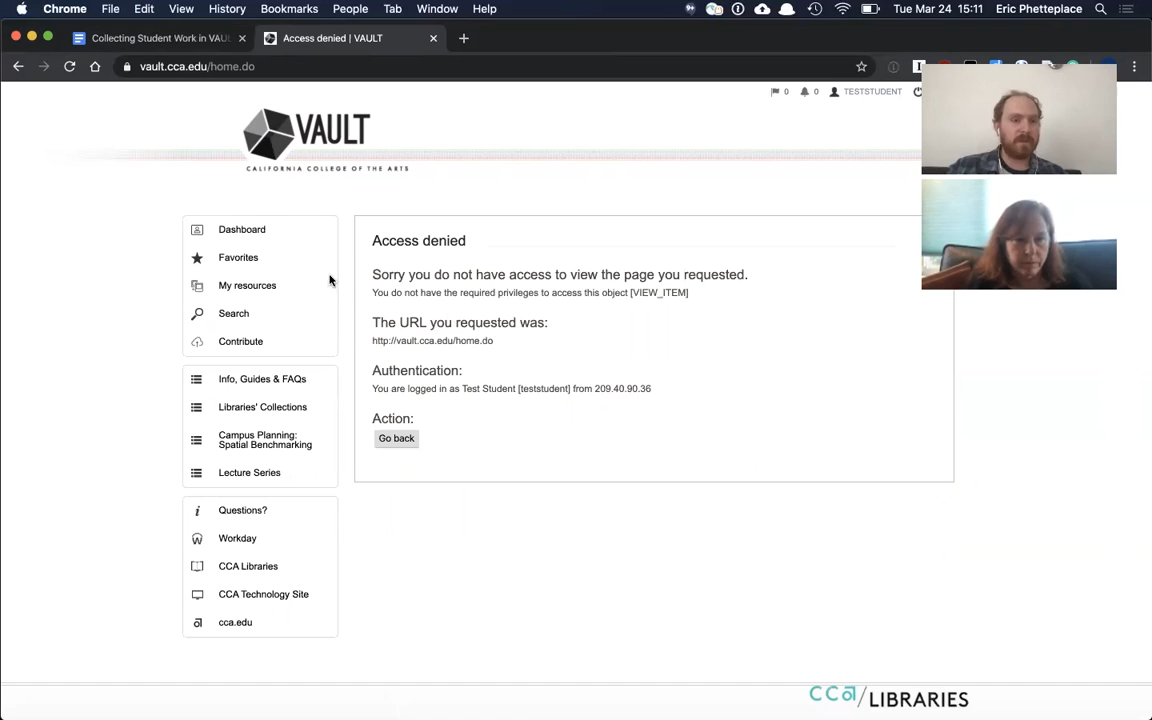 Chrome File Edit View History Bookmarks People Tab Window Help Tue Mar 24 15:11 Eric Phetteplace
Collecting Student Work in VAU
Access denied | VAULT
vault.cca.edu/home.do
0 0 TESTSTUDENT
VAULT
CALIFORNIA COLLEGE OF THE ARTS
Dashboard
Favorites
My resources
Search
Contribute
Info, Guides & FAQs
Libraries' Collections
Campus Planning:
Spatial Benchmarking
Lecture Series
Questions?
Workday
CCA Libraries
CCA Technology Site
cca.edu
Access denied
Sorry you do not have access to view the page you requested.
You do not have the required privileges to access this object [VIEW_ITEM]
The URL you requested was:
http://vault.cca.edu/home.do
Authentication:
You are logged in as Test Student [teststudent] from 209.40.90.36
Action:
Go back
cca/LIBRARIES